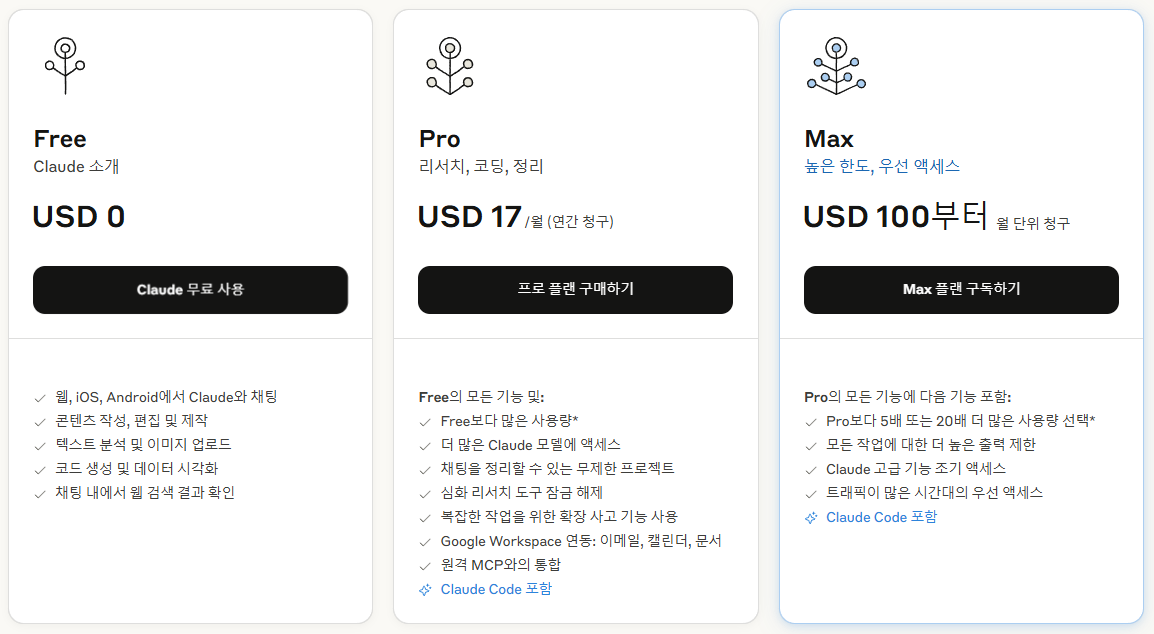 Free
Claude 소개
USD 0
Claude 무료 사용
웹, iOS, Android에서 Claude와 채팅
콘텐츠 작성, 편집 및 제작
텍스트 분석 및 이미지 업로드
코드 생성 및 데이터 시각화
채팅 내에서 웹 검색 결과 확인
Pro
리서치, 코딩, 정리
USD 17 /월 (연간 청구)
프로 플랜 구매하기
Free의 모든 기능 및:
Free보다 많은 사용량*
더 많은 Claude 모델에 액세스
채팅을 정리할 수 있는 무제한 프로젝트
심화 리서치 도구 잠금 해제
복잡한 작업을 위한 확장 사고 기능 사용
Google Workspace 연동: 이메일, 캘린더, 문서
원격 MCP와의 통합
Claude Code 포함
Max
높은 한도, 우선 액세스
USD 100부터 월 단위 청구
Max 플랜 구독하기
Pro의 모든 기능에 다음 기능 포함:
Pro보다 5배 또는 20배 더 많은 사용량 선택*
모든 작업에 대한 더 높은 출력 제한
Claude 고급 기능 조기 액세스
트래픽이 많은 시간대의 우선 액세스
Claude Code 포함